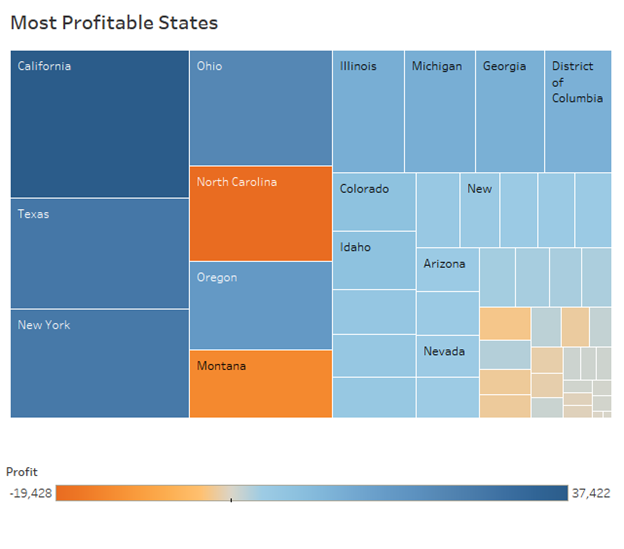 Most Profitable States
California
Ohio
Illinois
Michigan
Georgia
District
of
Columbia
North Carolina
Colorado
New
Texas
Idaho
Arizona
Oregon
New York
Nevada
Montana
Profit
-19,428
37,422